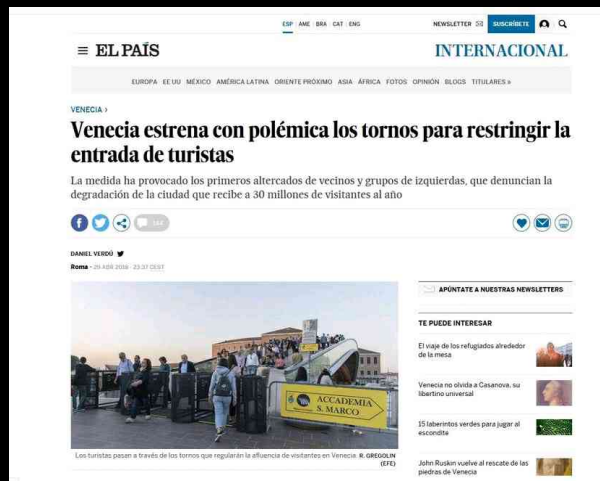 ESP AME BRA CAT ENG
NEWSLETTER SUSCRÍBETE
≡ EL PAÍS
INTERNACIONAL
EUROPA EE UU MÉXICO AMÉRICA LATINA ORIENTE PRÓXIMO ASIA ÁFRICA FOTOS OPINIÓN BLOGS TITULARES »
VENECIA ›
Venecia estrena con polémica los tornos para restringir la
entrada de turistas
La medida ha provocado los primeros altercados de vecinos y grupos de izquierdas, que denuncian la
degradación de la ciudad que recibe a 30 millones de visitantes al año
DANIEL VERDÚ
Roma - 29 ABR 2018 - 23:37 CEST
ACCADEMIA
S. MARCO
Los turistas pasan a través de los tornos que regularán la afluencia de visitantes en Venecia R. GREGOLIN
(EFE)
APÚNTATE A NUESTRAS NEWSLETTERS
TE PUEDE INTERESAR
El viaje de los refugiados alrededor
de la mesa
Venecia no olvida a Casanova, su
libertino universal
15 laberintos verdes para jugar al
escondite
John Ruskin vuelve al rescate de las
piedras de Venecia